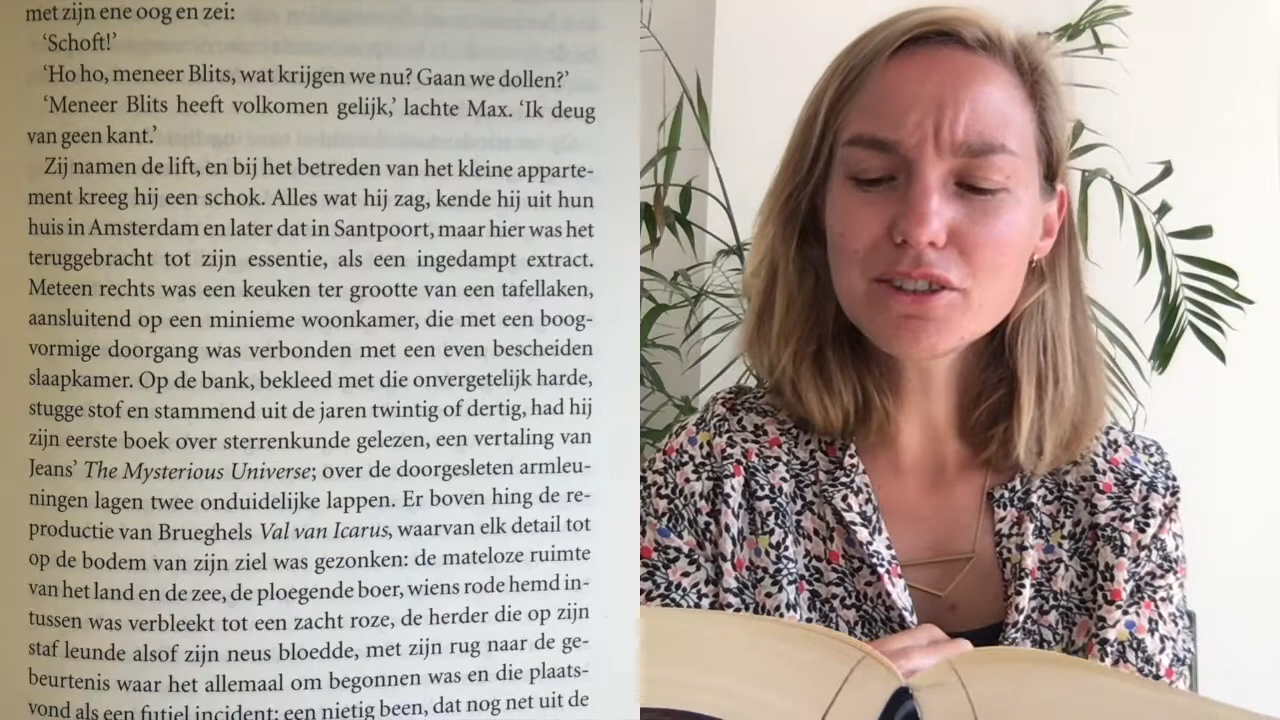 met zijn ene oog en zei:
‘Schoft!’
‘Ho ho, meneer Blits, wat krijgen we nu? Gaan we dollen?’
‘Meneer Blits heeft volkomen gelijk,’ lachte Max. ‘Ik deug
van geen kant.’
Zij namen de lift, en bij het betreden van het kleine apparte-
ment kreeg hij een schok. Alles wat hij zag, kende hij uit hun
huis in Amsterdam en later dat in Santpoort, maar hier was het
teruggebracht tot zijn essentie, als een ingedampt extract.
Meteen rechts was een keuken ter grootte van een tafellaken,
aansluitend op een minieme woonkamer, die met een boog-
vormige doorgang was verbonden met een even bescheiden
slaapkamer. Op de bank, bekleed met die onvergetelijk harde,
stugge stof en stammend uit de jaren twintig of dertig, had hij
zijn eerste boek over sterrenkunde gelezen, een vertaling van
Jeans’ The Mysterious Universe; over de doorgesleten armleu-
ningen lagen twee onduidelijke lappen. Er boven hing de re-
productie van Brueghels Val van Icarus, waarvan elk detail tot
op de bodem van zijn ziel was gezonken: de mateloze ruimte
van het land en de zee, de ploegende boer, wiens rode hemd in-
tussen was verbleekt tot een zacht roze, de herder die op zijn
staf leunde alsof zijn neus bloedde, met zijn rug naar de ge-
beurtenis waar het allemaal om begonnen was en die plaats-
vond als een futiel incident: een nietig been, dat nog net uit de